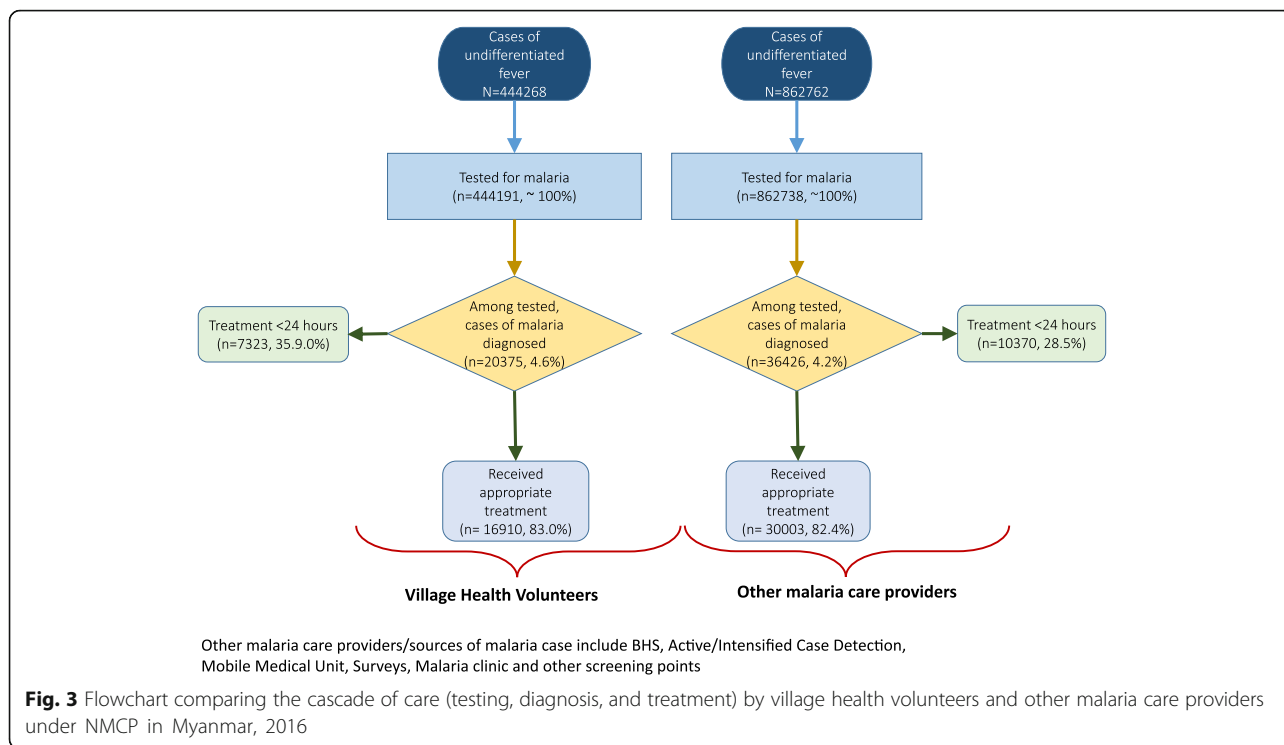 Cases of
undifferentiated
fever
N=444268
Cases of
undifferentiated
fever
N=862762
Tested for malaria
(n=444191, ~ 100%)
Tested for malaria
(n=862738, ~100%)
Among tested,
cases of malaria
diagnosed
(n=20375, 4.6%)
Treatment <24 hours
(n=7323, 35.9.0%)
Among tested,
cases of malaria
diagnosed
(n=36426, 4.2%)
Treatment <24 hours
(n=10370, 28.5%)
Received
appropriate
treatment
(n= 16910, 83.0%)
Received
appropriate
treatment
(n= 30003, 82.4%)
Village Health Volunteers
Other malaria care providers
Other malaria care providers/sources of malaria case include BHS, Active/Intensified Case Detection,
Mobile Medical Unit, Surveys, Malaria clinic and other screening points
Fig. 3 Flowchart comparing the cascade of care (testing, diagnosis, and treatment) by village health volunteers and other malaria care providers
under NMCP in Myanmar, 2016